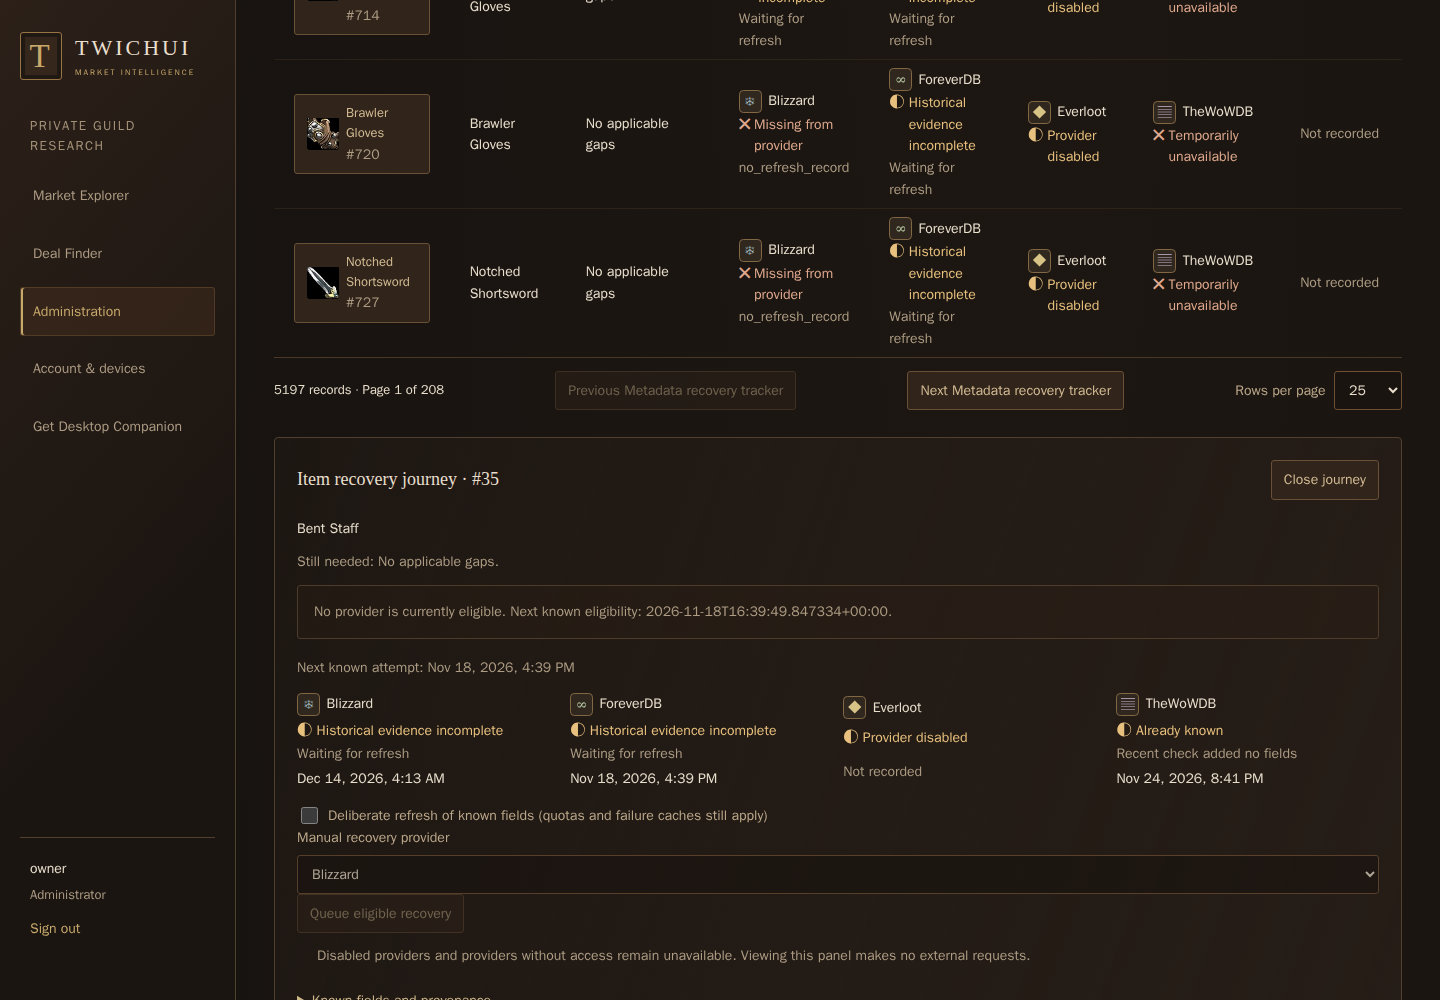 T
TWICHUI
MARKET INTELLIGENCE
PRIVATE GUILD
RESEARCH
Market Explorer
Deal Finder
Administration
Account & devices
Get Desktop Companion
owner
Administrator
Sign out
#714
Gloves
Waiting for
refresh
Waiting for
refresh
disabled
unavailable
Brawler
Gloves
#720
Brawler
Gloves
No applicable
gaps
Blizzard
Missing from
provider
no_refresh_record
ForeverDB
Historical
evidence
incomplete
Waiting for
refresh
Everloot
Provider
disabled
TheWoWDB
Temporarily
unavailable
Not recorded
Notched
Shortsword
#727
Notched
Shortsword
No applicable
gaps
Blizzard
Missing from
provider
no_refresh_record
ForeverDB
Historical
evidence
incomplete
Waiting for
refresh
Everloot
Provider
disabled
TheWoWDB
Temporarily
unavailable
Not recorded
5197 records · Page 1 of 208
Previous Metadata recovery tracker
Next Metadata recovery tracker
Rows per page
25
Item recovery journey · #35
Close journey
Bent Staff
Still needed: No applicable gaps.
No provider is currently eligible. Next known eligibility: 2026-11-18T16:39:49.847334+00:00.
Next known attempt: Nov 18, 2026, 4:39 PM
Blizzard
Historical evidence incomplete
Waiting for refresh
Dec 14, 2026, 4:13 AM
ForeverDB
Historical evidence incomplete
Waiting for refresh
Nov 18, 2026, 4:39 PM
Everloot
Provider disabled
Not recorded
TheWoWDB
Already known
Recent check added no fields
Nov 24, 2026, 8:41 PM
Deliberate refresh of known fields (quotas and failure caches still apply)
Manual recovery provider
Blizzard
Queue eligible recovery
Disabled providers and providers without access remain unavailable. Viewing this panel makes no external requests.
Known fields and provenance